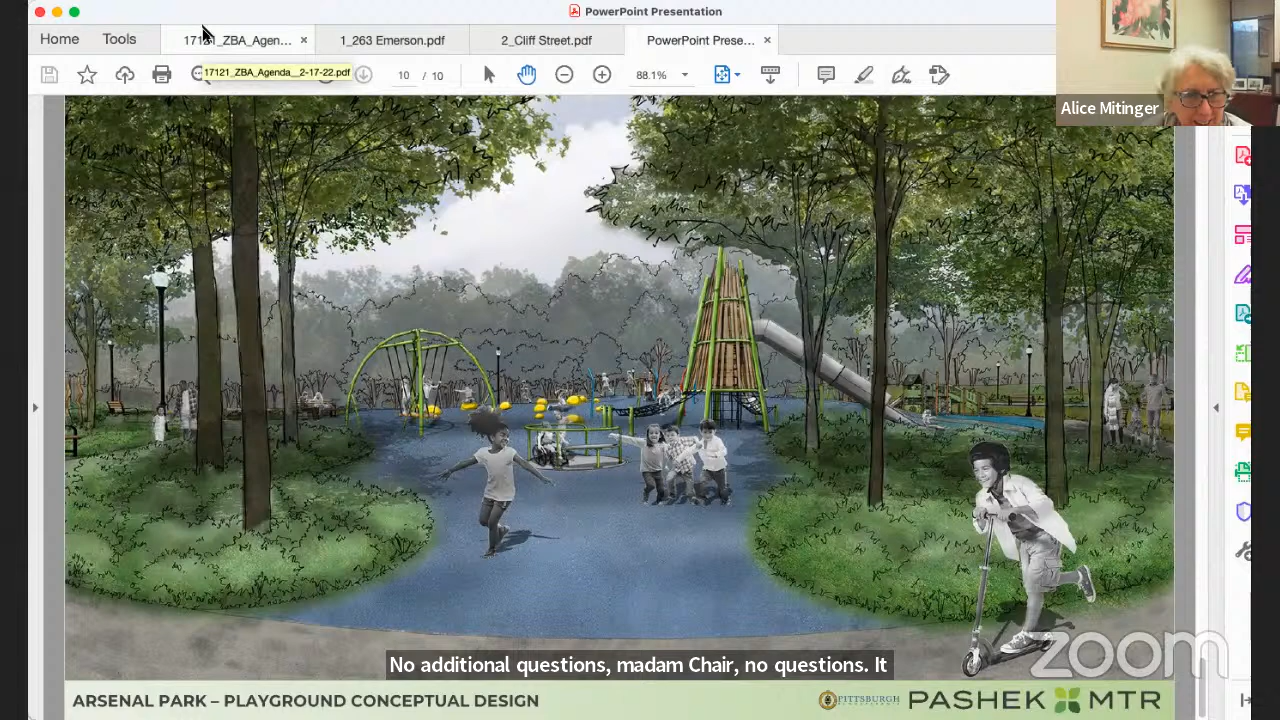 PowerPoint Presentation
Home
Tools
17121_ZBA_Agen...
1_263 Emerson.pdf
2_Cliff Street.pdf
PowerPoint Prese...
17121_ZBA_Agenda__2-17-22.pdf
10 / 10
88.1%
Alice Mitinger
No additional questions, madam Chair, no questions. It
zoom
ARSENAL PARK – PLAYGROUND CONCEPTUAL DESIGN
PITTSBURGH
PASHEK MTR